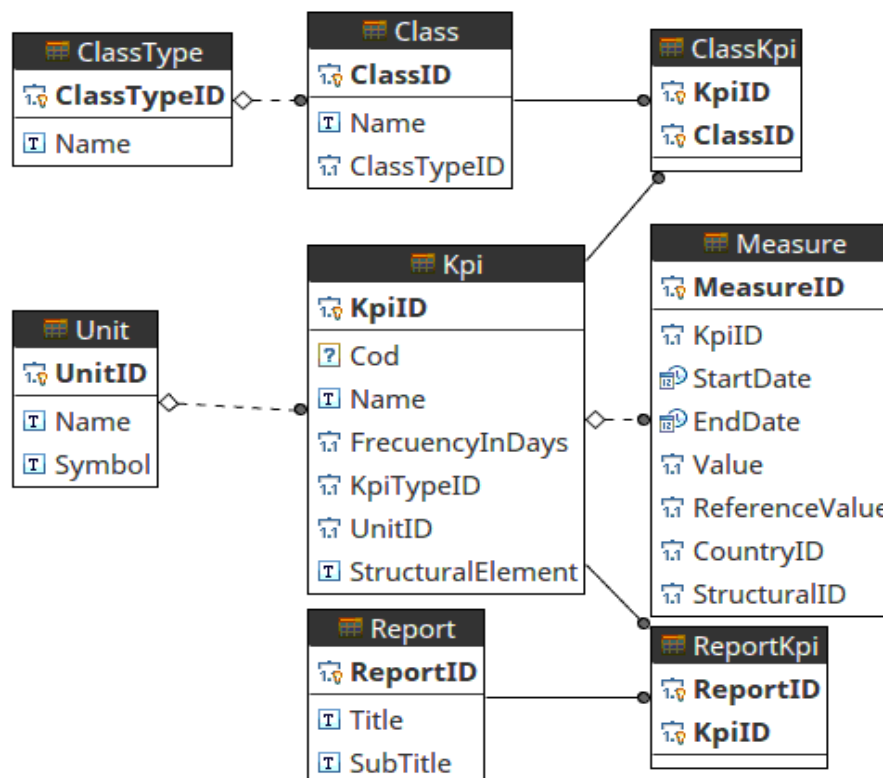 ClassType
ClassTypeID
Name
Class
ClassID
Name
ClassTypeID
ClassKpi
KpiID
ClassID
Unit
UnitID
Name
Symbol
Kpi
KpiID
Cod
Name
FrecuencyInDays
KpiTypeID
UnitID
StructuralElement
Measure
MeasureID
KpiID
StartDate
EndDate
Value
ReferenceValue
CountryID
StructuralID
Report
ReportID
Title
SubTitle
ReportKpi
ReportID
KpiID